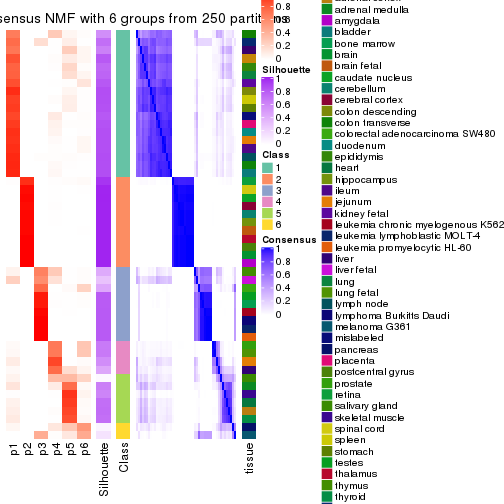 sensus NMF with 6 groups from 250 partitions
0.8
0.6
0.4
0.2
0
Silhouette
1
0.8
0.6
0.4
0.2
0
Class
1
2
3
4
5
6
Consensus
1
0.8
0.6
0.4
0.2
0
p1
p2
p3
p4
p5
p6
Silhouette
Class
tissue
adrenal medulla
amygdala
bladder
bone marrow
brain
brain fetal
caudate nucleus
cerebellum
cerebral cortex
colon descending
colon transverse
colorectal adenocarcinoma SW480
duodenum
epididymis
heart
hippocampus
ileum
jejunum
kidney fetal
leukemia chronic myelogenous K562
leukemia lymphoblastic MOLT-4
leukemia promyelocytic HL-60
liver
liver fetal
lung
lung fetal
lymph node
lymphoma Burkitts Daudi
melanoma G361
mislabeled
pancreas
placenta
postcentral gyrus
prostate
retina
salivary gland
skeletal muscle
spinal cord
spleen
stomach
testes
thalamus
thymus
thyroid